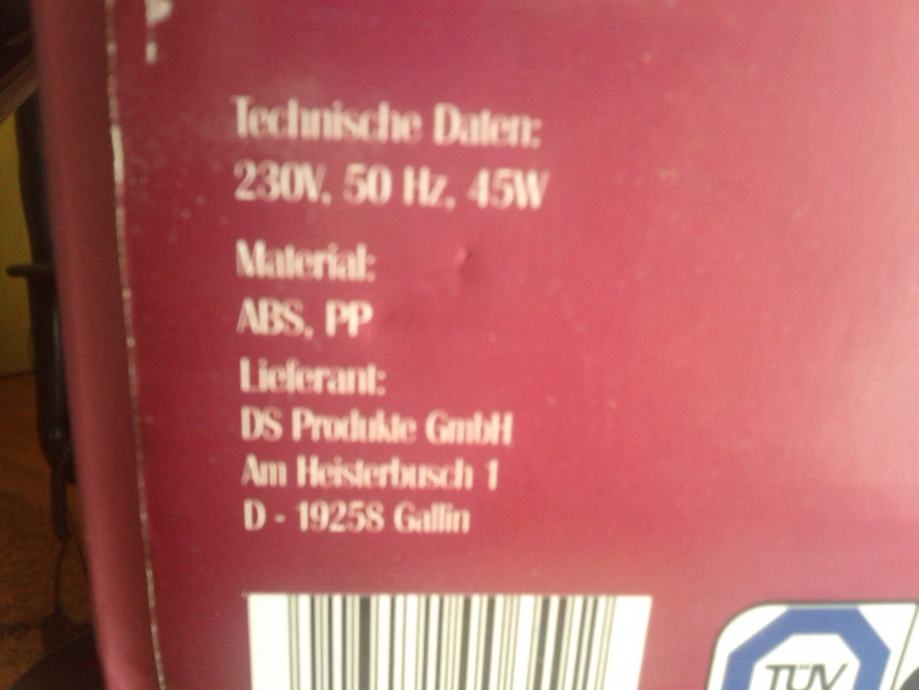 Technische Daten:
230V, 50 Hz, 45W
Material:
ABS, PP
Lieferant:
DS Produkte GmbH
Am Heisterbusch 1
D - 19258 Gallin
TÜV